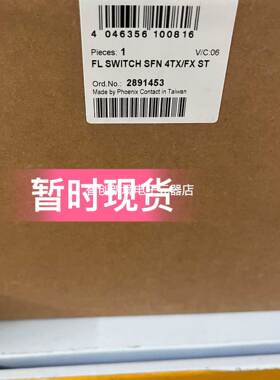 4 046356 100816
Pieces: 1 V/C:06
FL SWITCH SFN 4TX/FX ST
Ord.No.: 2891453
Made by Phoenix Contact in Taiwan
暂时现货